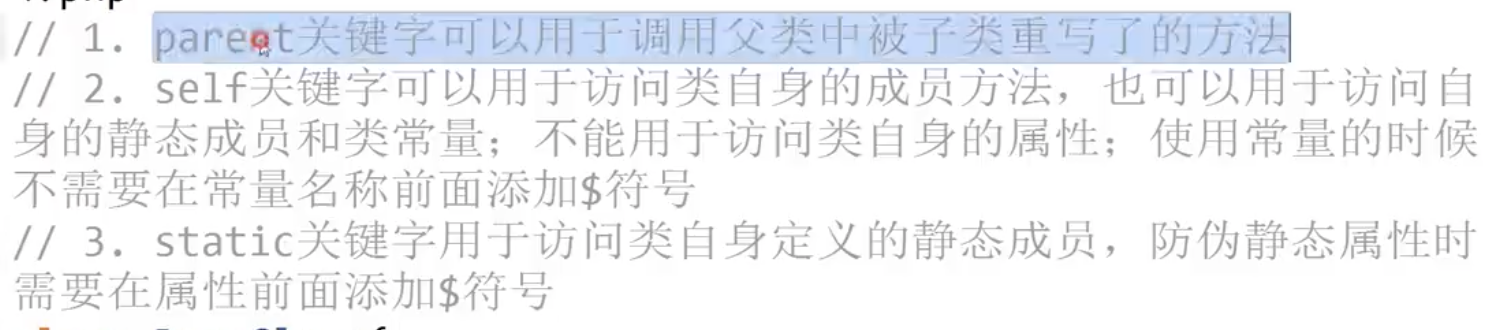 // 1. parent关键字可以用于调用父类中被子类重写了的方法
// 2. self关键字可以用于访问类自身的成员方法，也可以用于访问自
身的静态成员和类常量；不能用于访问类自身的属性；使用常量的时候
不需要在常量名称前面添加$符号
// 3. static关键字用于访问类自身定义的静态成员，防伪静态属性时
需要在属性前面添加$符号